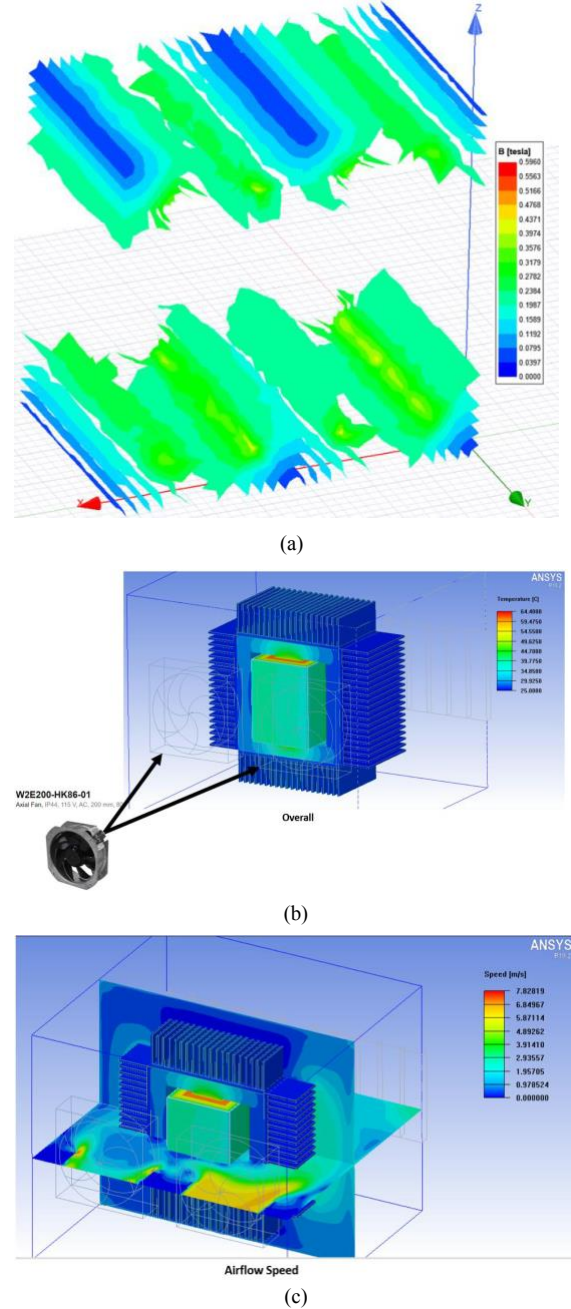 Z
B [tesla]
0.5960
0.5563
0.5166
0.4768
0.4371
0.3974
0.3576
0.3179
0.2782
0.2384
0.1987
0.1589
0.1192
0.0795
0.0397
0.0000
X
Y
(a)
ANSYS
Temperature [C]
64.4000
59.4750
54.5500
49.6250
44.7000
39.7750
34.8500
29.9250
25.0000
W2E200-HK86-01
Axial Fan, IP44, 115 V, AC, 200 mm,
Overall
(b)
ANSYS
Speed [m/s]
7.82819
6.84967
5.87114
4.89262
3.91410
2.93557
1.95705
0.978524
0.000000
Airflow Speed
(c)